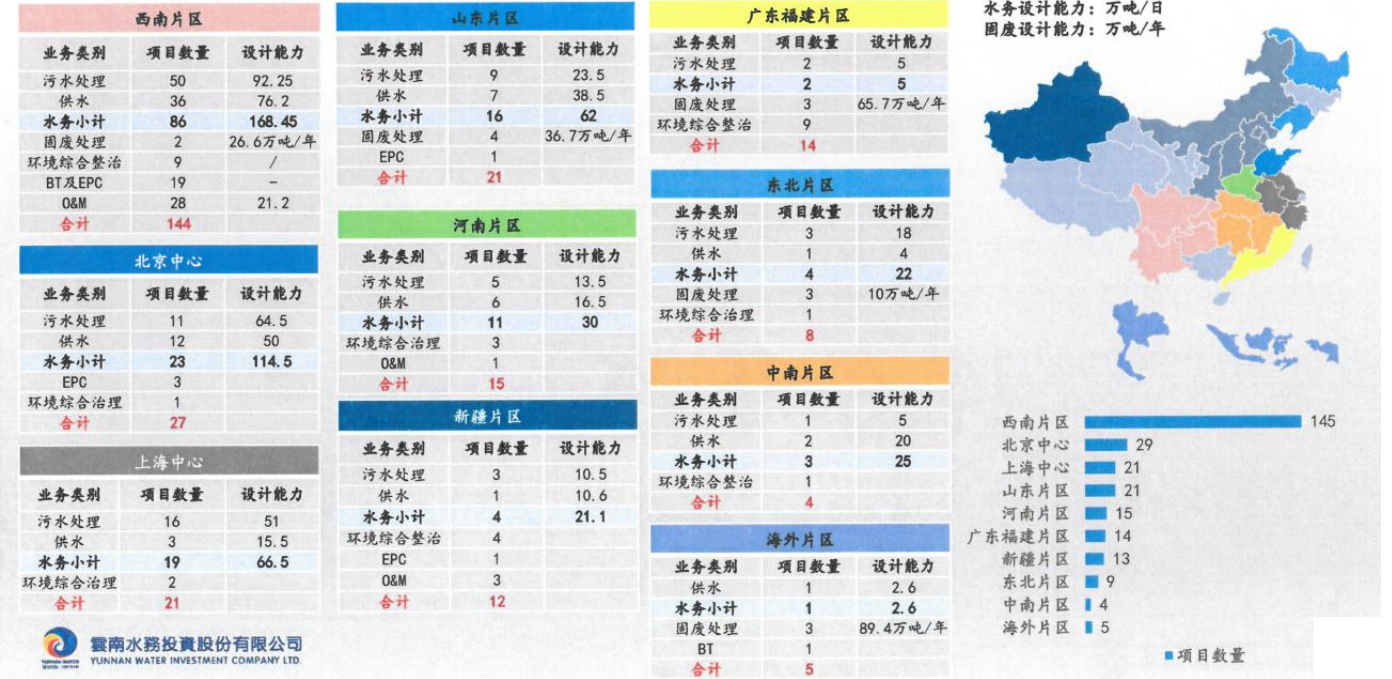 西南片区
业务类别 项目数量 设计能力
污水处理 50 92.25
供水 36 76.2
水务小计 86 168.45
固废处理 2 26.6万吨/年
环境综合整治 9 /
BT及EPC 19 -
O&M 28 21.2
合计 144
北京中心
业务类别 项目数量 设计能力
污水处理 11 64.5
供水 12 50
水务小计 23 114.5
EPC 3
环境综合治理 1
合计 27
上海中心
业务类别 项目数量 设计能力
污水处理 16 51
供水 3 15.5
水务小计 19 66.5
环境综合治理 2
合计 21
雲南水務投資股份有限公司
YUNNAN WATER INVESTMENT COMPANY LTD.
山东片区
业务类别 项目数量 设计能力
污水处理 9 23.5
供水 7 38.5
水务小计 16 62
固废处理 4 36.7万吨/年
EPC 1
合计 21
河南片区
业务类别 项目数量 设计能力
污水处理 5 13.5
供水 6 16.5
水务小计 11 30
环境综合治理 3
O&M 1
合计 15
新疆片区
业务类别 项目数量 设计能力
污水处理 3 10.5
供水 1 10.6
水务小计 4 21.1
环境综合整治 4
EPC 1
O&M 3
合计 12
广东福建片区
业务类别 项目数量 设计能力
污水处理 2 5
水务小计 2 5
固废处理 3 65.7万吨/年
环境综合整治 9
合计 14
东北片区
业务类别 项目数量 设计能力
污水处理 3 18
供水 1 4
水务小计 4 22
固废处理 3 10万吨/年
环境综合治理 1
合计 8
中南片区
业务类别 项目数量 设计能力
污水处理 1 5
供水 2 20
水务小计 3 25
环境综合整治 1
合计 4
海外片区
业务类别 项目数量 设计能力
供水 1 2.6
水务小计 1 2.6
固废处理 3 89.4万吨/年
BT 1
合计 5
水务设计能力：万吨/日
固废设计能力：万吨/年
西南片区 145
北京中心 29
上海中心 21
山东片区 21
河南片区 15
广东福建片区 14
新疆片区 13
东北片区 9
中南片区 4
海外片区 5
项目数量